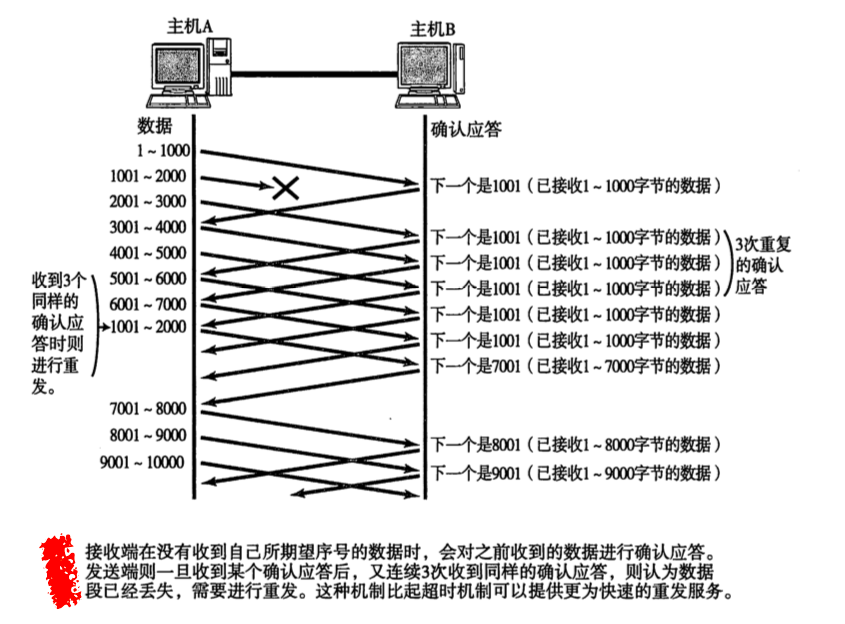 主机A
主机B
数据
确认应答
1～1000
1001～2000
下一个是1001（已接收1～1000字节的数据）
2001～3000
3001～4000
下一个是1001（已接收1～1000字节的数据）
4001～5000
下一个是1001（已接收1～1000字节的数据）
5001～6000
下一个是1001（已接收1～1000字节的数据）
3次重复
的确认
应答
6001～7000
下一个是1001（已接收1～1000字节的数据）
1001～2000
下一个是1001（已接收1～1000字节的数据）
下一个是7001（已接收1～7000字节的数据）
收到3个
同样的
确认应
答时则
进行重
发。
7001～8000
8001～9000
下一个是8001（已接收1～8000字节的数据）
9001～10000
下一个是9001（已接收1～9000字节的数据）
接收端在没有收到自己所期望序号的数据时，会对之前收到的数据进行确认应答。
发送端则一旦收到某个确认应答后，又连续3次收到同样的确认应答，则认为数据
段已经丢失，需要进行重发。这种机制比起超时机制可以提供更为快速的重发服务。